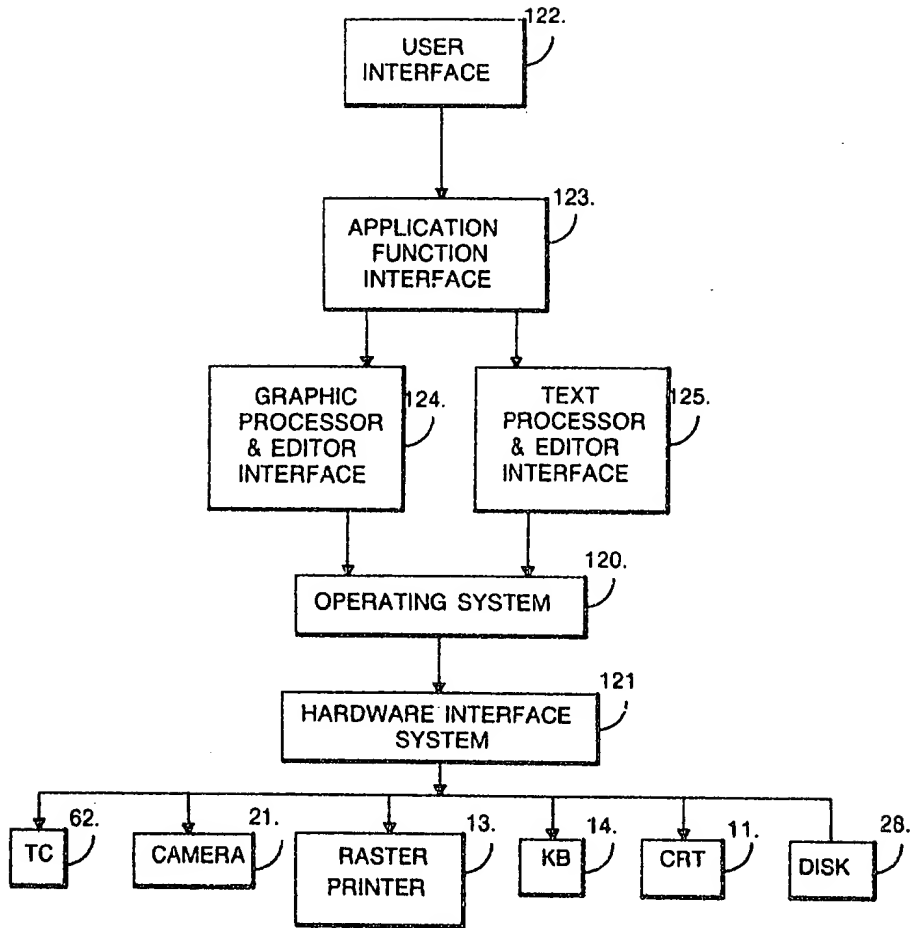 122.
USER
INTERFACE
123.
APPLICATION
FUNCTION
INTERFACE
124.
GRAPHIC
PROCESSOR
& EDITOR
INTERFACE
125.
TEXT
PROCESSOR
& EDITOR
INTERFACE
120.
OPERATING SYSTEM
121
HARDWARE INTERFACE
SYSTEM
62.
TC
21.
CAMERA
13.
RASTER
PRINTER
14.
KB
11.
CRT
28.
DISK